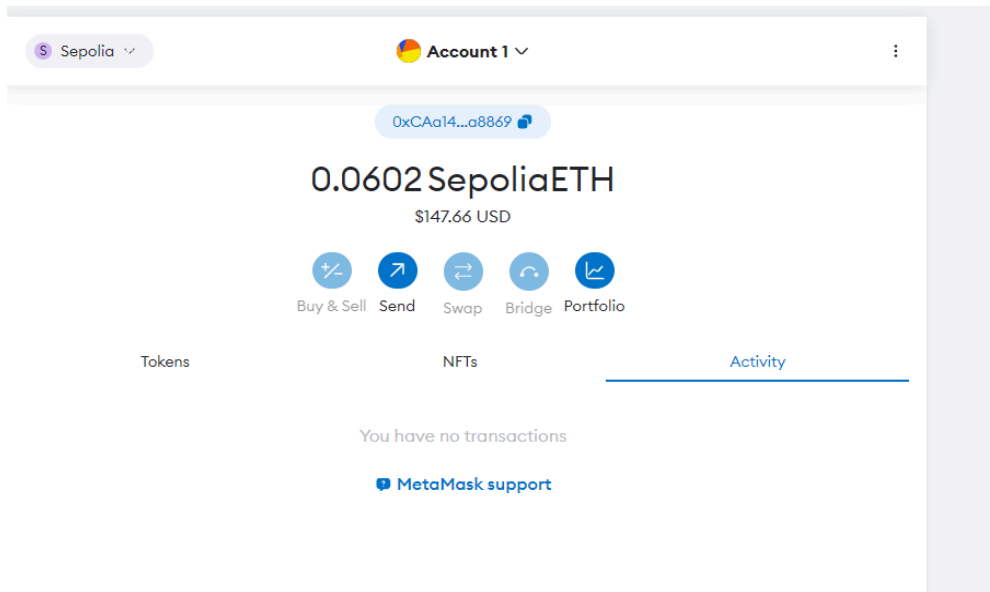 S Sepolia
Account 1
0xCAa14...a8869
0.0602 SepoliaETH
$147.66 USD
Buy & Sell Send Swap Bridge Portfolio
Tokens NFTs Activity
You have no transactions
MetaMask support